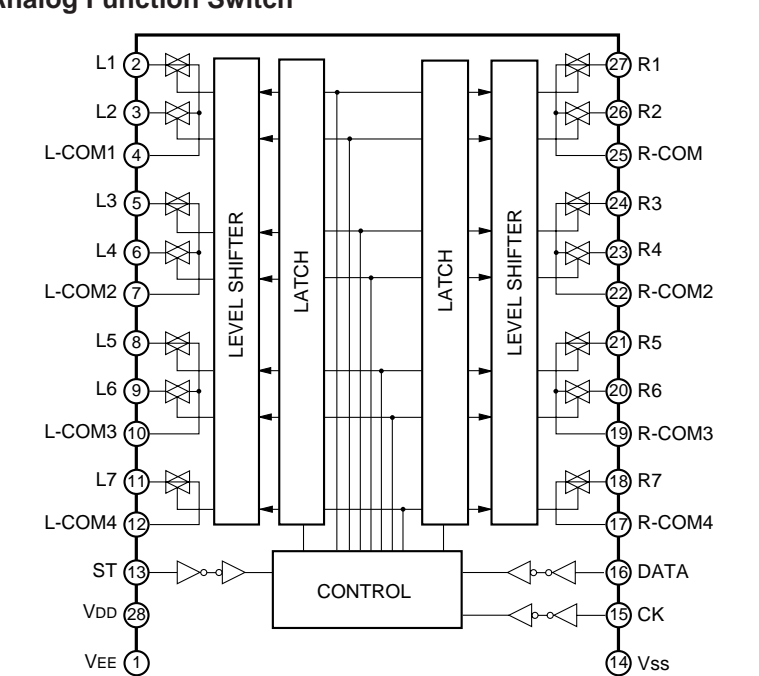 Analog Function Switch
L1 2
L2 3
L-COM1 4
L3 5
L4 6
L-COM2 7
L5 8
L6 9
L-COM3 10
L7 11
L-COM4 12
ST 13
VDD 28
VEE 1
LEVEL SHIFTER
LATCH
LATCH
LEVEL SHIFTER
CONTROL
27 R1
26 R2
25 R-COM
24 R3
23 R4
22 R-COM2
21 R5
20 R6
19 R-COM3
18 R7
17 R-COM4
16 DATA
15 CK
14 Vss